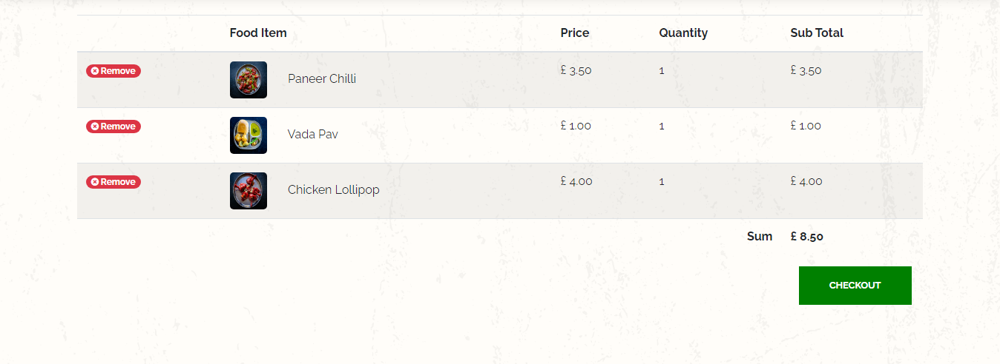 Food Item Price Quantity Sub Total
Remove Paneer Chilli £ 3.50 1 £ 3.50
Remove Vada Pav £ 1.00 1 £ 1.00
Remove Chicken Lollipop £ 4.00 1 £ 4.00
Sum £ 8.50
CHECKOUT